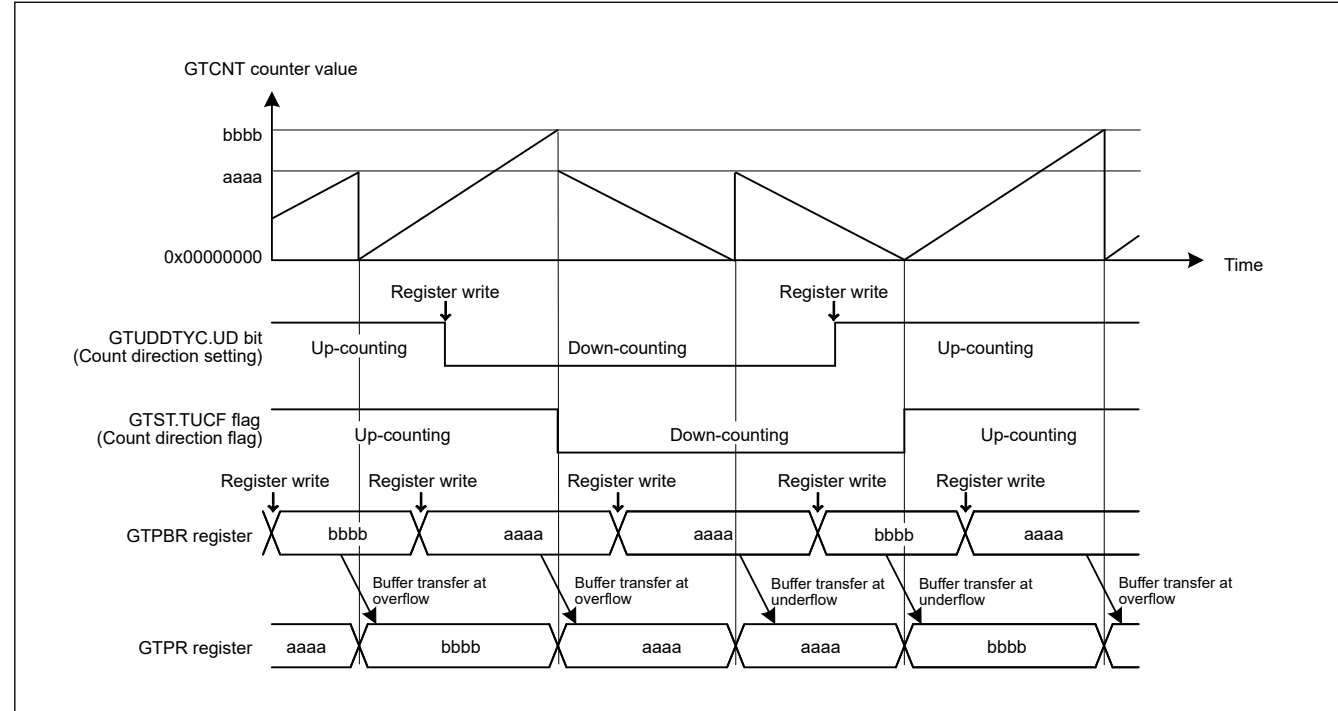 GTCNT counter value
bbbb
aaaa
0x00000000
Time
Register write
Register write
GTUDDTYC.UD bit
(Count direction setting)
Up-counting
Down-counting
Up-counting
GTST.TUCF flag
(Count direction flag)
Up-counting
Down-counting
Up-counting
Register write
Register write
Register write
Register write
Register write
GTPBR register
bbbb
aaaa
aaaa
bbbb
aaaa
Buffer transfer at
overflow
Buffer transfer at
overflow
Buffer transfer at
underflow
Buffer transfer at
underflow
Buffer transfer at
overflow
GTPR register
aaaa
bbbb
aaaa
aaaa
bbbb